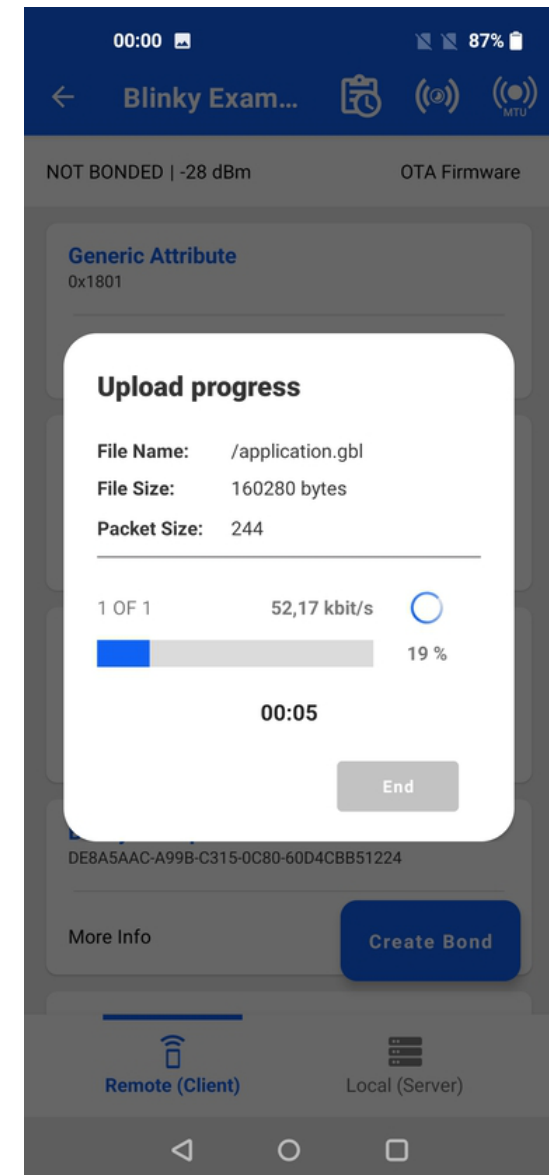 00:00 87%
Blinky Exam...
MTU
NOT BONDED | -28 dBm OTA Firmware
Generic Attribute
0x1801
Upload progress
File Name: /application.gbl
File Size: 160280 bytes
Packet Size: 244
1 OF 1 52,17 kbit/s
19 %
00:05
End
DE8A5AAC-A99B-C315-0C80-60D4CBB51224
More Info
Create Bond
Remote (Client) Local (Server)